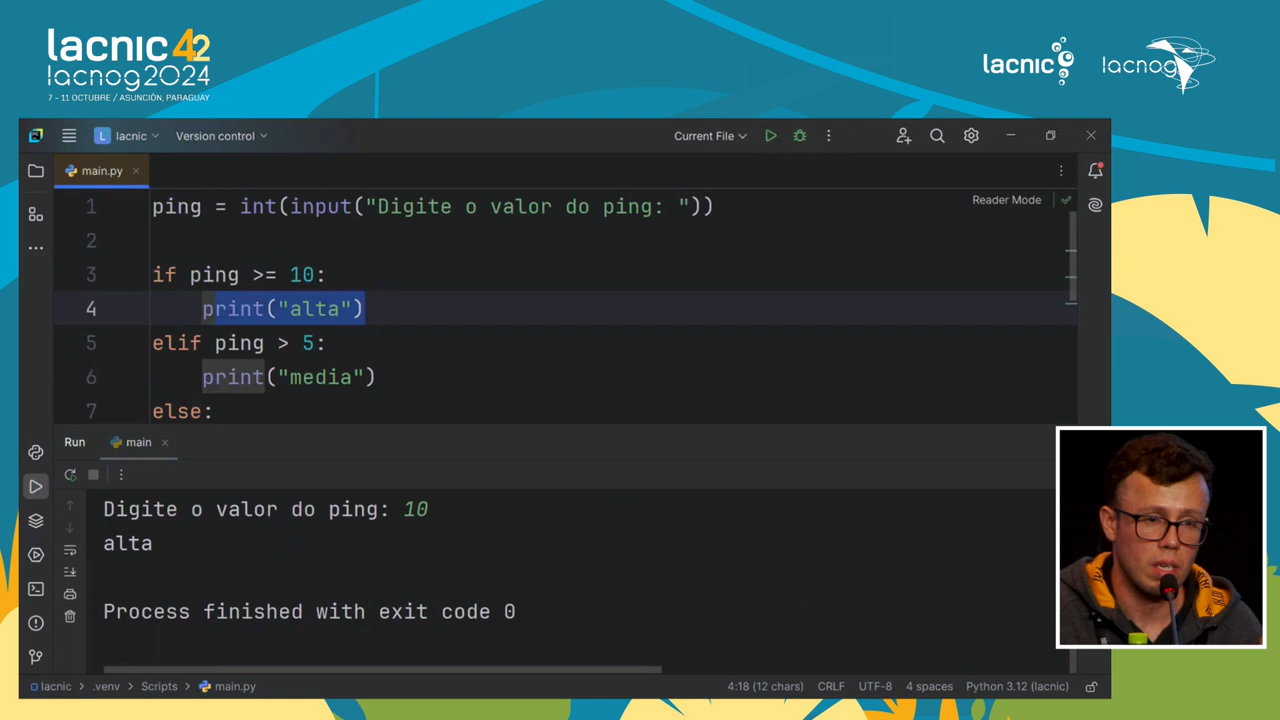 lacnic 42
lacnog2024
7 - 11 OCTUBRE / ASUNCIÓN, PARAGUAY
lacnic
lacnog
L lacnic
Version control
Current File
main.py
Reader Mode
1 ping = int(input("Digite o valor do ping: "))
2
3 if ping >= 10:
4 print("alta")
5 elif ping > 5:
6 print("media")
7 else:
Run main
Digite o valor do ping: 10
alta
Process finished with exit code 0
lacnic > .venv > Scripts > main.py
4:18 (12 chars) CRLF UTF-8 4 spaces Python 3.12 (lacnic)